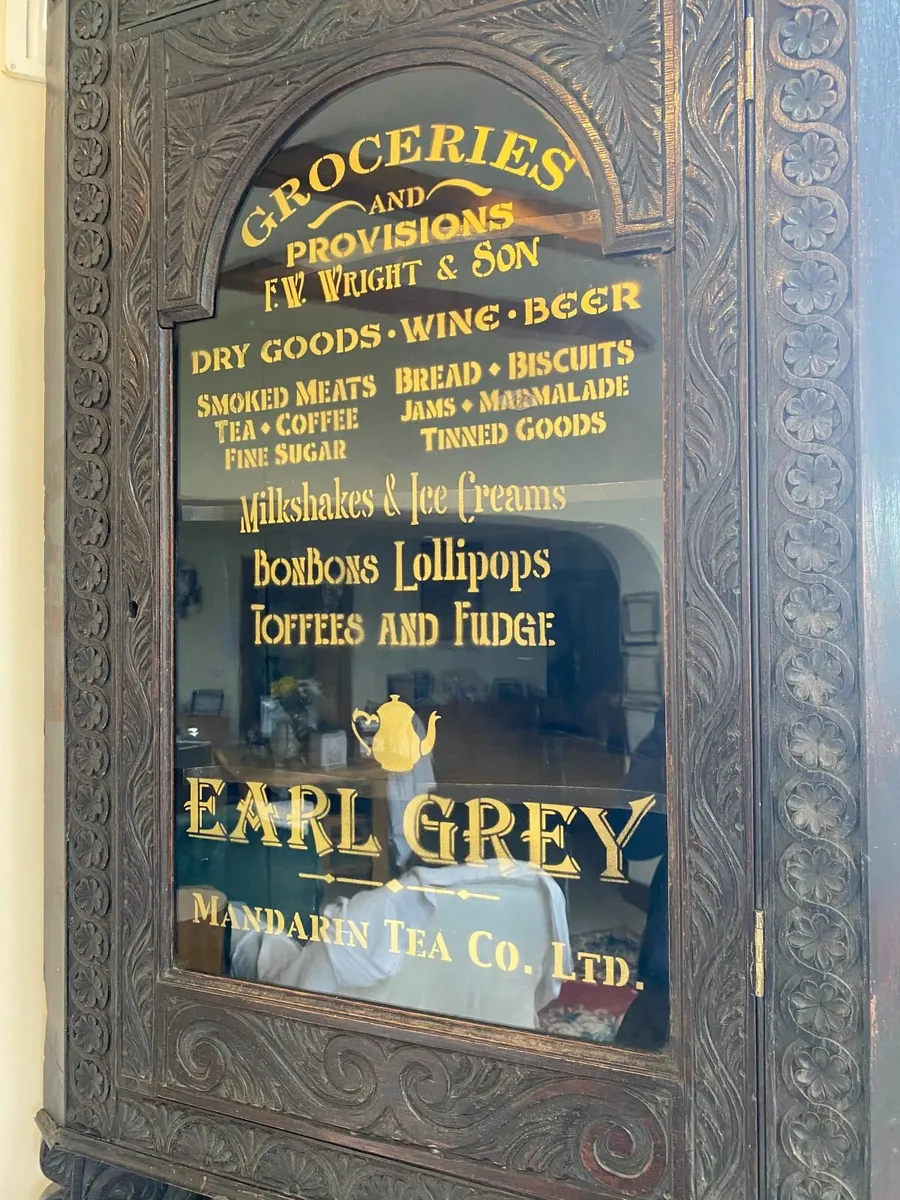 GROCERIES
AND
PROVISIONS
F.W. WRIGHT & SON
DRY GOODS · WINE · BEER
SMOKED MEATS
TEA ♦ COFFEE
FINE SUGAR
BREAD ♦ BISCUITS
JAMS ♦ MARMALADE
TINNED GOODS
Milkshakes & Ice Creams
BONBONS Lollipops
TOFFEES AND FUDGE
EARL GREY
MANDARIN TEA CO. LTD.